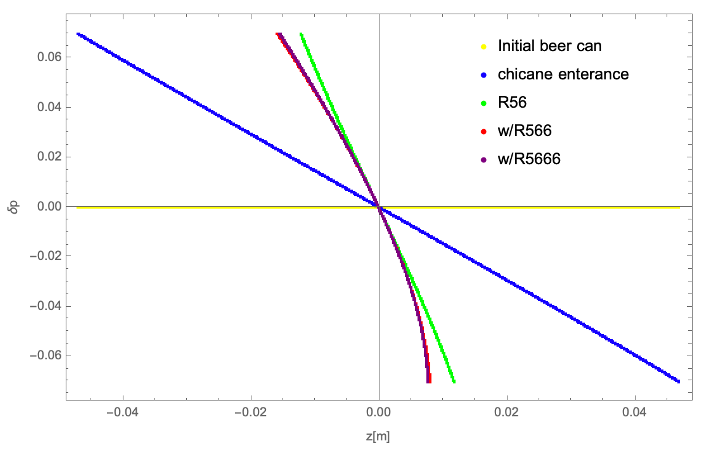 Initial beer can
chicane enterance
R56
w/R566
w/R5666
0.06
0.04
0.02
0.00
−0.02
−0.04
−0.06
δp
−0.04
−0.02
0.00
0.02
0.04
z[m]